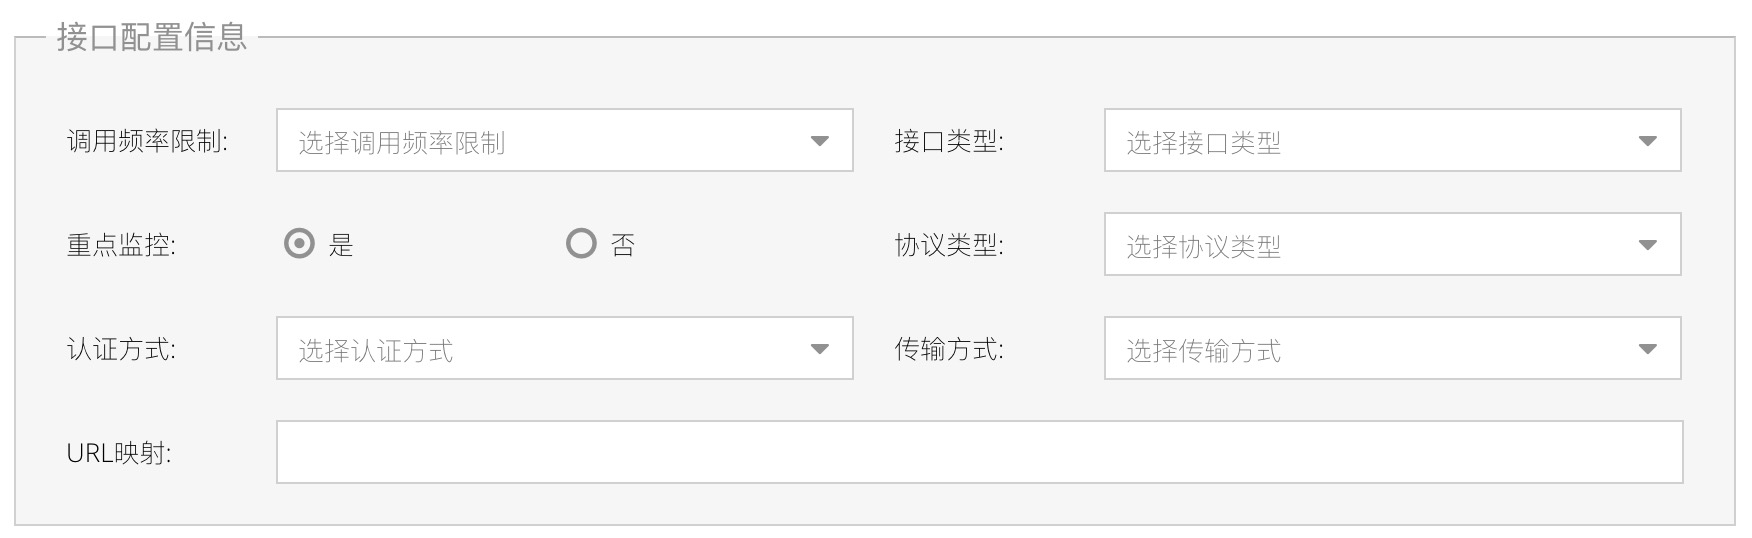 接口配置信息
调用频率限制: 选择调用频率限制 接口类型: 选择接口类型
重点监控: 是 否 协议类型: 选择协议类型
认证方式: 选择认证方式 传输方式: 选择传输方式
URL映射: